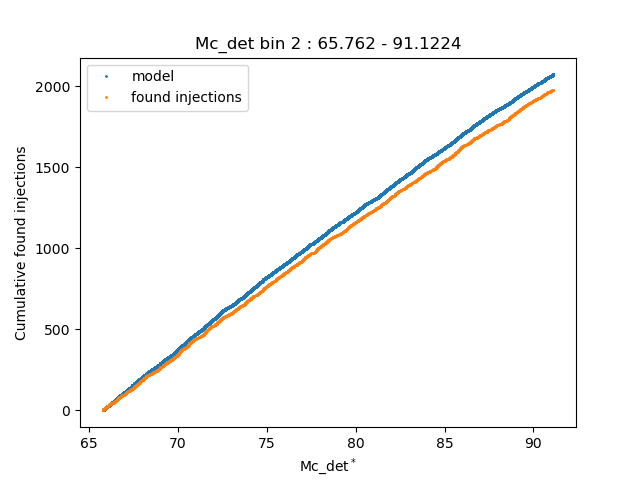 Mc_det bin 2 : 65.762 - 91.1224
model
found injections
2000
1500
1000
500
0
Cumulative found injections
65 70 75 80 85 90
Mc_det*